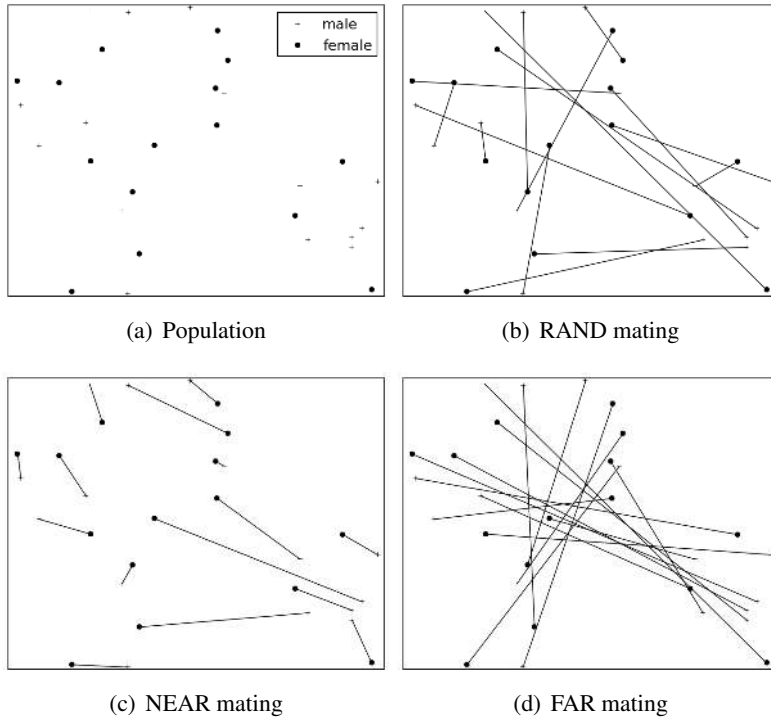 male
female
(a) Population
(b) RAND mating
(c) NEAR mating
(d) FAR mating